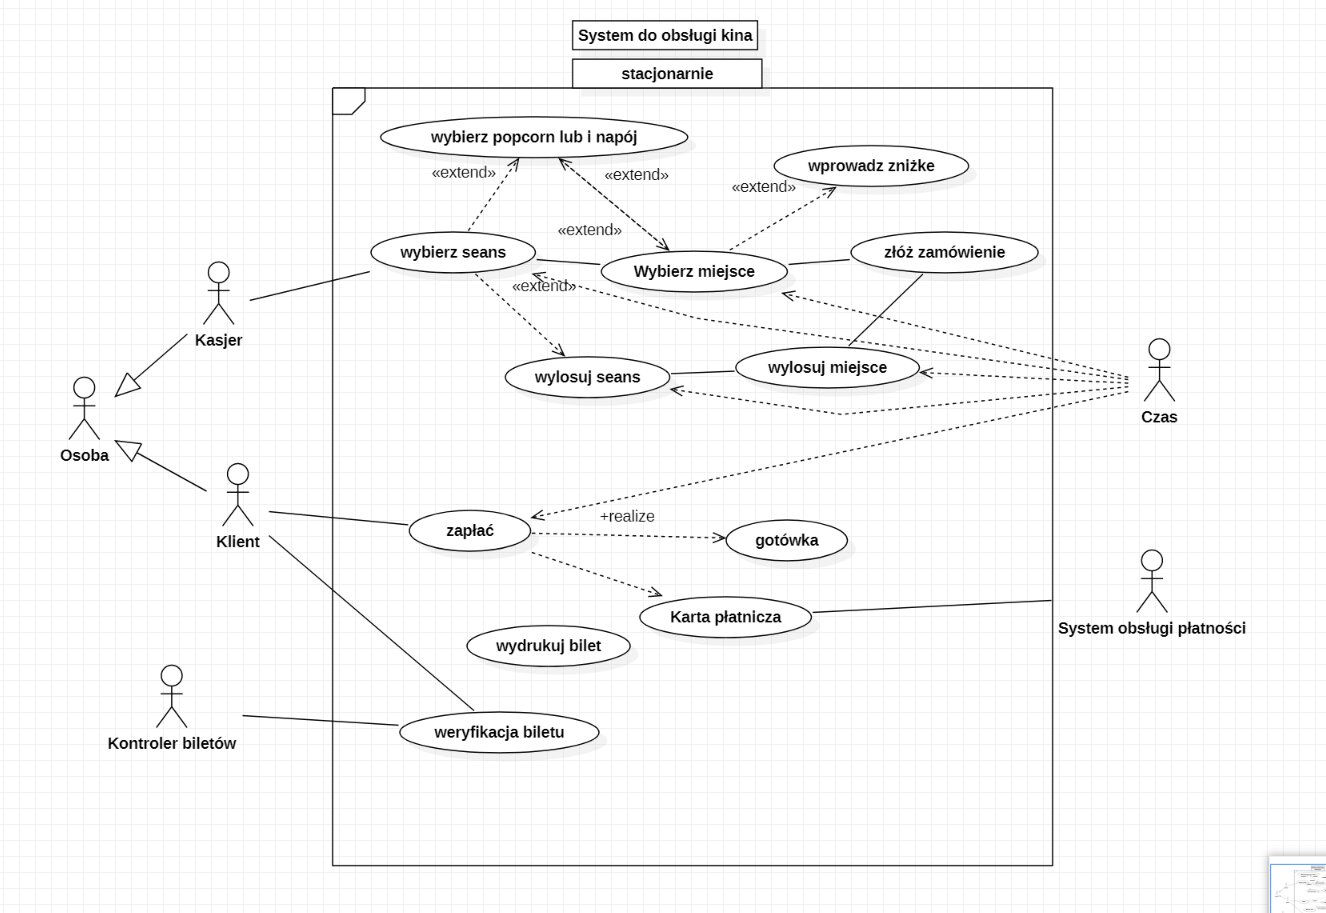 System do obsługi kina
stacjonarnie
wybierz popcorn lub i napój
wprowadz zniżke
«extend»
«extend»
«extend»
«extend»
wybierz seans
Wybierz miejsce
złóż zamówienie
«extend»
Kasjer
wylosuj seans
wylosuj miejsce
Czas
Osoba
Klient
zapłać
+realize
gotówka
Karta płatnicza
System obsługi płatności
wydrukuj bilet
weryfikacja biletu
Kontroler biletów